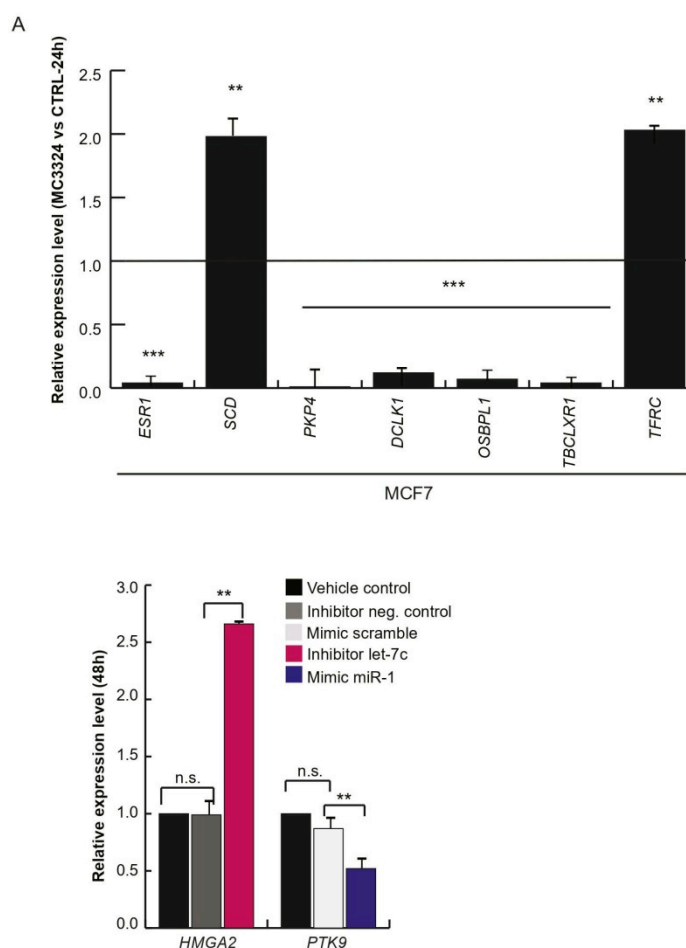 A
Relative expression level (MC3324 vs CTRL-24h)
2.5
2.0
1.5
1.0
0.5
0.0
**
**
***
***
ESR1
SCD
PKP4
DCLK1
OSBPL1
TBCLXR1
TFRC
MCF7
Relative expression level (48h)
3.0
2.5
2.0
1.5
1.0
0.5
0.0
Vehicle control
Inhibitor neg. control
Mimic scramble
Inhibitor let-7c
Mimic miR-1
**
n.s.
n.s.
**
HMGA2
PTK9